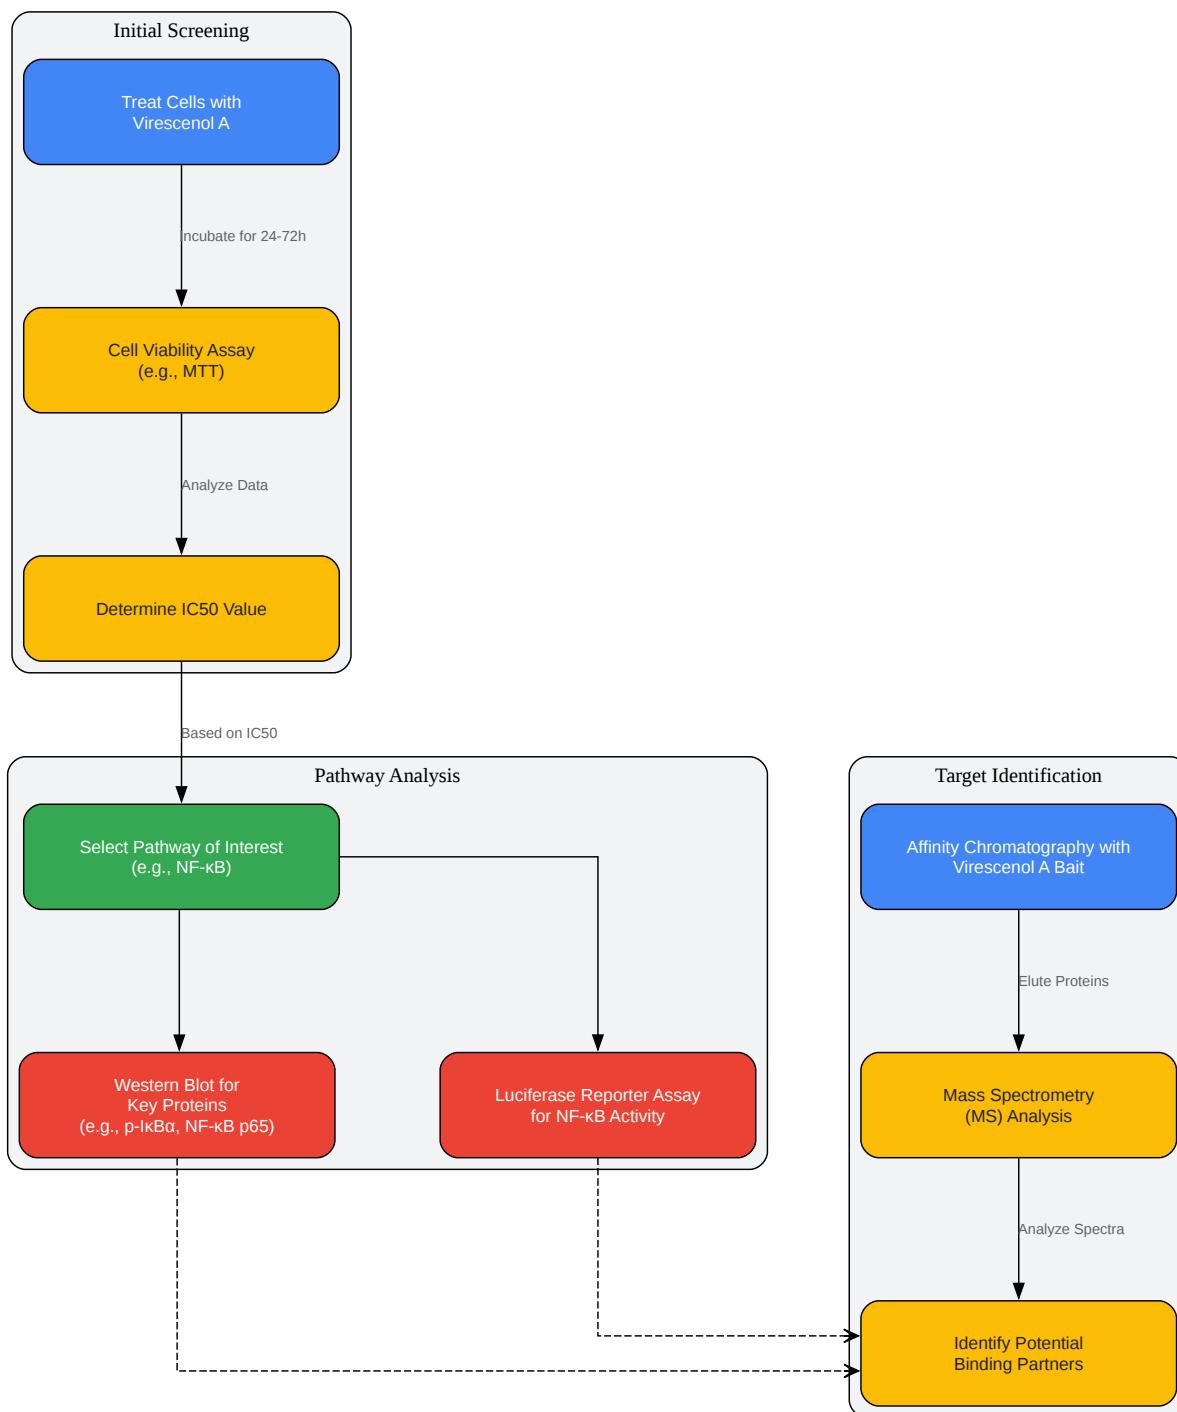 Initial Screening
Treat Cells with
Virescenol A
Incubate for 24-72h
Cell Viability Assay
(e.g., MTT)
Analyze Data
Determine IC50 Value
Based on IC50
Pathway Analysis
Select Pathway of Interest
(e.g., NF-κB)
Western Blot for
Key Proteins
(e.g., p-IκBα, NF-κB p65)
Luciferase Reporter Assay
for NF-κB Activity
Target Identification
Affinity Chromatography with
Virescenol A Bait
Elute Proteins
Mass Spectrometry
(MS) Analysis
Analyze Spectra
Identify Potential
Binding Partners